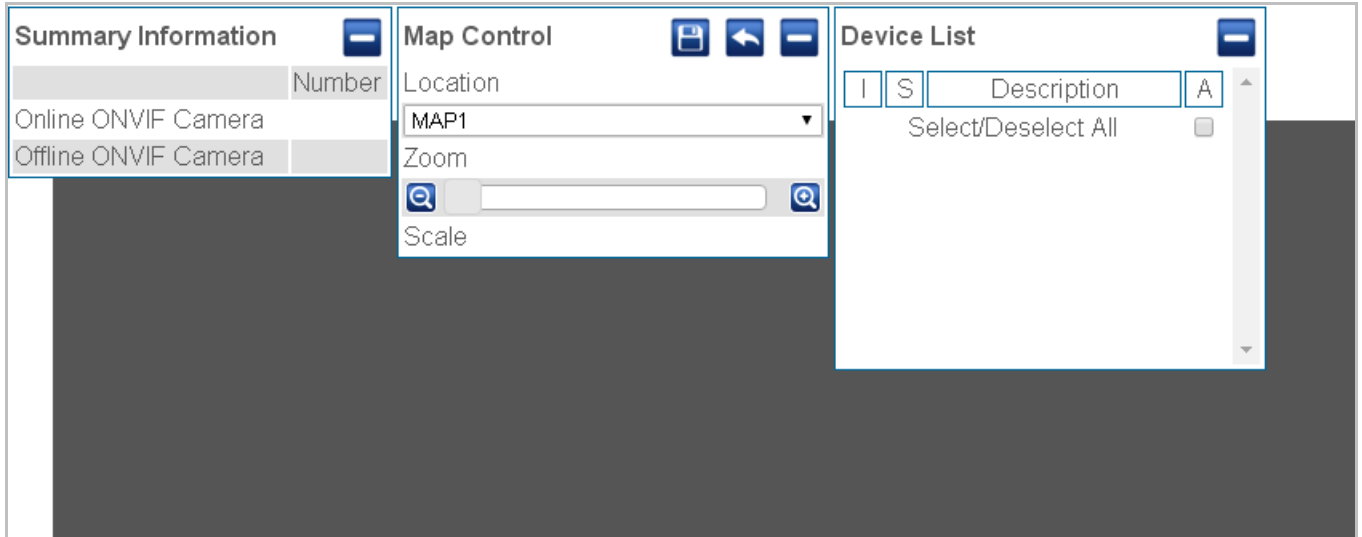 Summary Information
Number
Online ONVIF Camera
Offline ONVIF Camera
Map Control
Location
MAP1
Zoom
Scale
Device List
I S Description A
Select/Deselect All